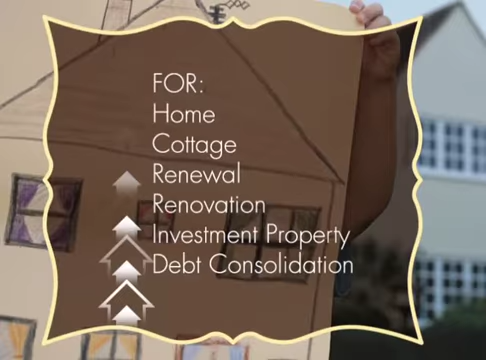 FOR:
Home
Cottage
Renewal
Renovation
Investment Property
Debt Consolidation